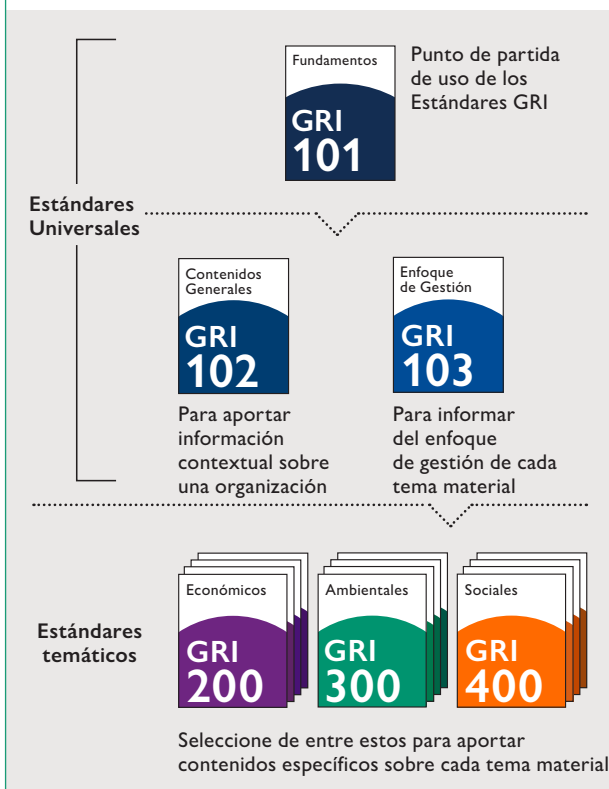 Fundamentos
GRI
101
Punto de partida
de uso de los
Estándares GRI
Estándares
Universales
Contenidos
Generales
GRI
102
Para aportar
información
contextual sobre
una organización
Enfoque
de Gestión
GRI
103
Para informar
del enfoque
de gestión de cada
tema material
Estándares
temáticos
Económicos
GRI
200
Ambientales
GRI
300
Sociales
GRI
400
Seleccione de entre estos para aportar
contenidos específicos sobre cada tema material